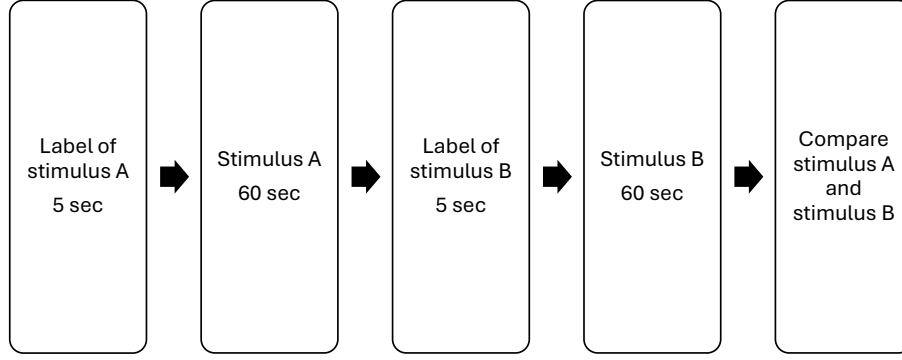 Label of
stimulus A
5 sec
Stimulus A
60 sec
Label of
stimulus B
5 sec
Stimulus B
60 sec
Compare
stimulus A
and
stimulus B